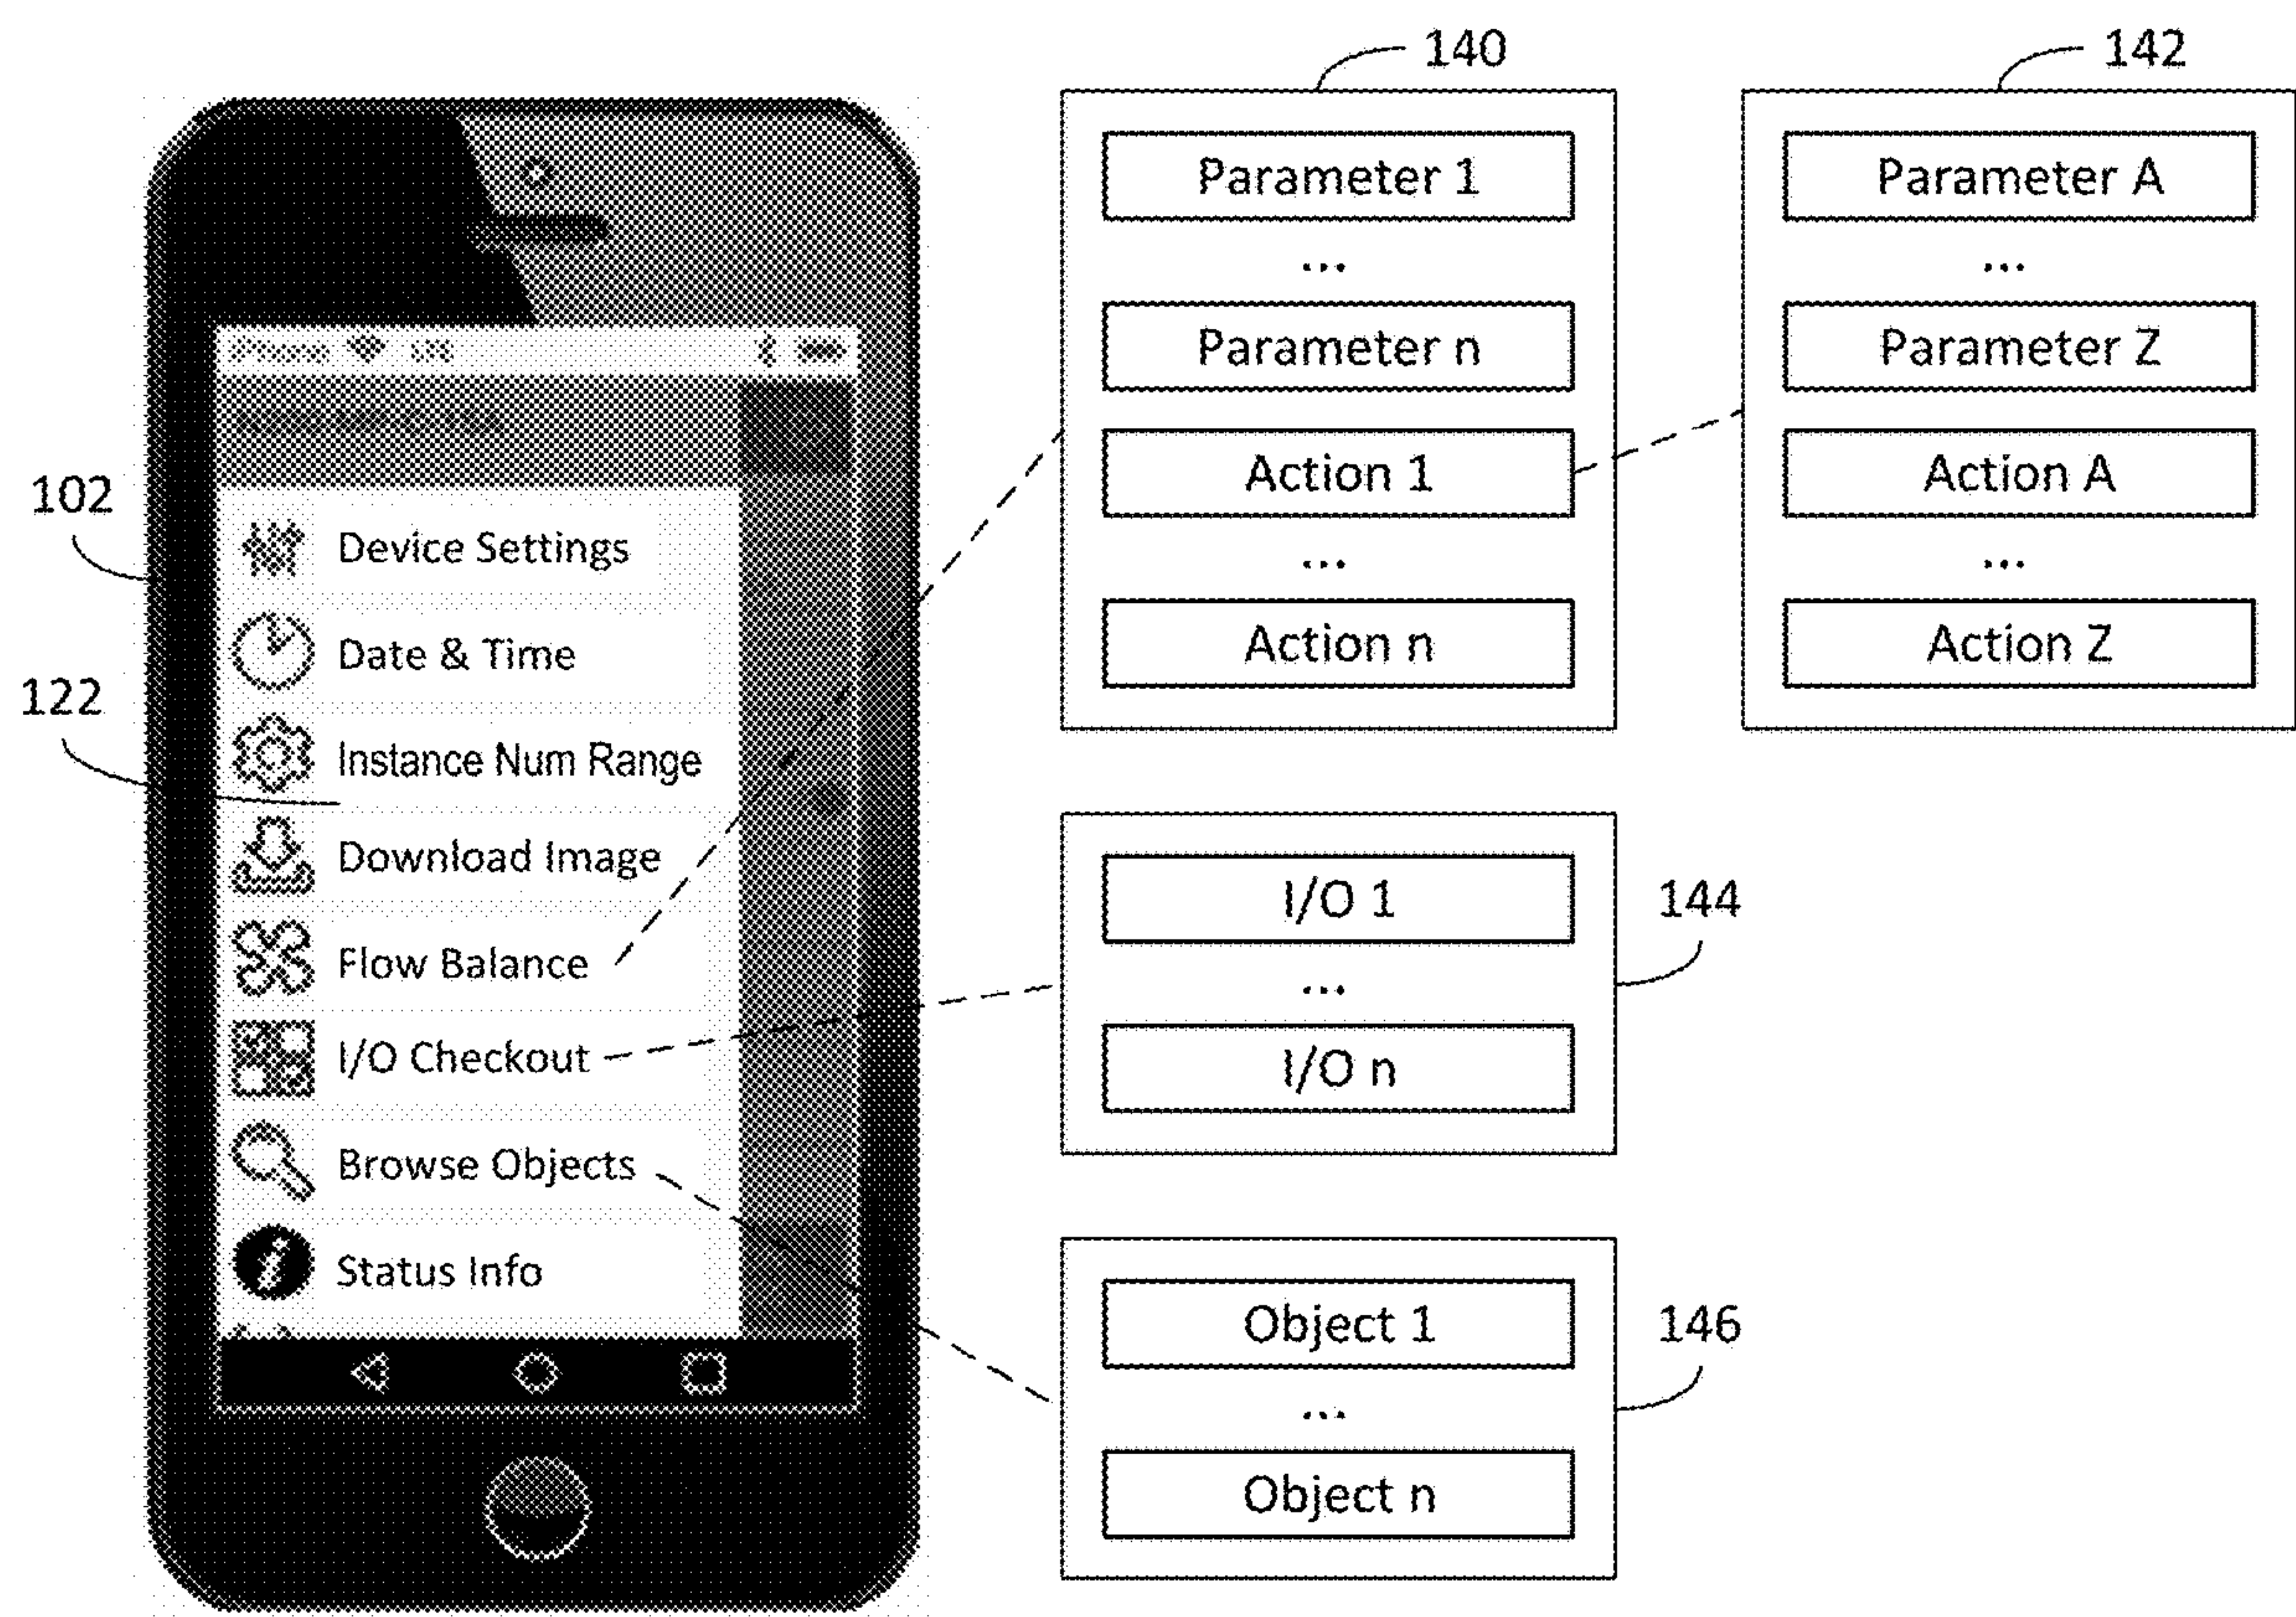 102
122
Device Settings
Date & Time
Instance Num Range
Download Image
Flow Balance
I/O Checkout
Browse Objects
Status Info
140
Parameter 1
...
Parameter n
Action 1
...
Action n
142
Parameter A
...
Parameter Z
Action A
...
Action Z
144
I/O 1
...
I/O n
146
Object 1
...
Object n